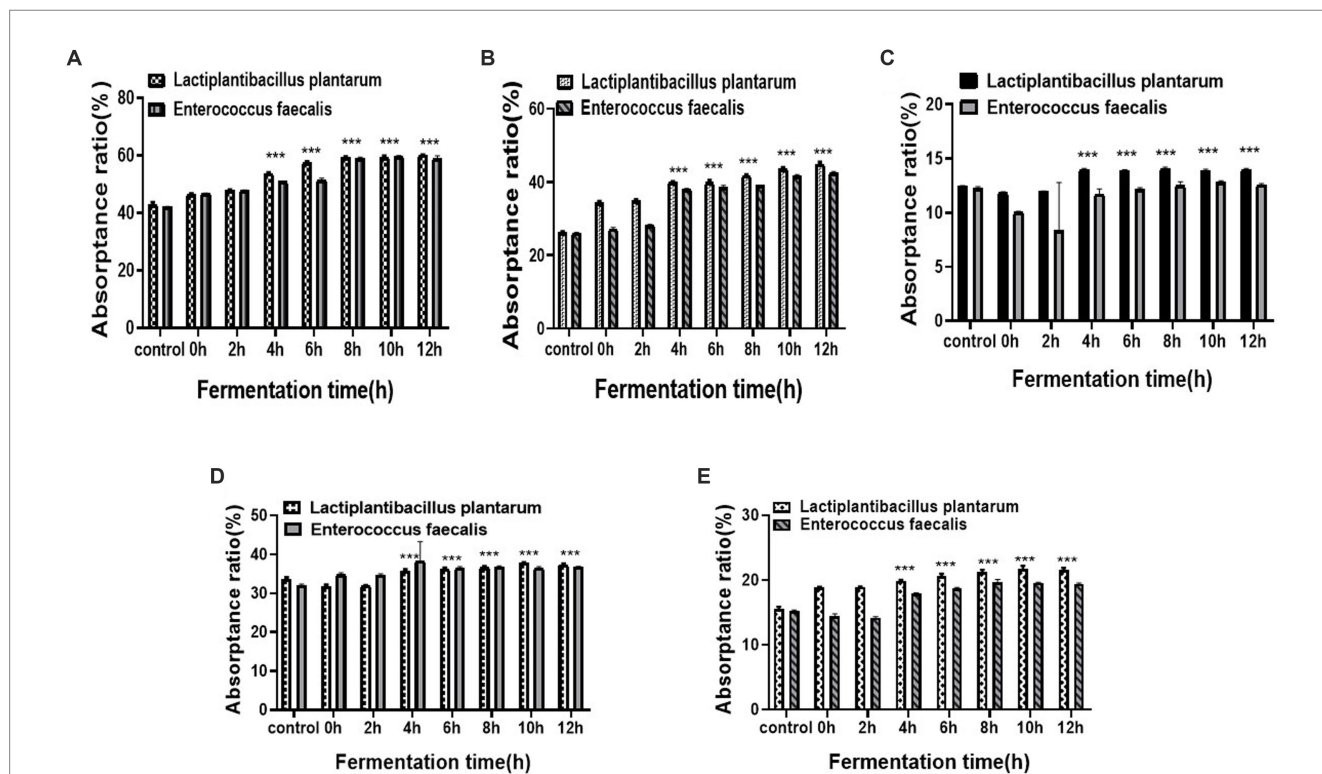 A
Lactiplantibacillus plantarum
Enterococcus faecalis
Absorptance ratio(%)
80
60
40
20
0
*** *** *** *** ***
control 0h 2h 4h 6h 8h 10h 12h
Fermentation time(h)
B
Lactiplantibacillus plantarum
Enterococcus faecalis
Absorptance ratio(%)
60
40
20
0
*** *** *** *** ***
control 0h 2h 4h 6h 8h 10h 12h
Fermentation time(h)
C
Lactiplantibacillus plantarum
Enterococcus faecalis
Absorptance ratio(%)
20
15
10
5
0
*** *** *** *** ***
control 0h 2h 4h 6h 8h 10h 12h
Fermentation time(h)
D
Lactiplantibacillus plantarum
Enterococcus faecalis
Absorptance ratio(%)
50
40
30
20
10
0
*** *** *** *** ***
control 0h 2h 4h 6h 8h 10h 12h
Fermentation time(h)
E
Lactiplantibacillus plantarum
Enterococcus faecalis
Absorptance ratio(%)
30
20
10
0
*** *** *** *** ***
control 0h 2h 4h 6h 8h 10h 12h
Fermentation time(h)